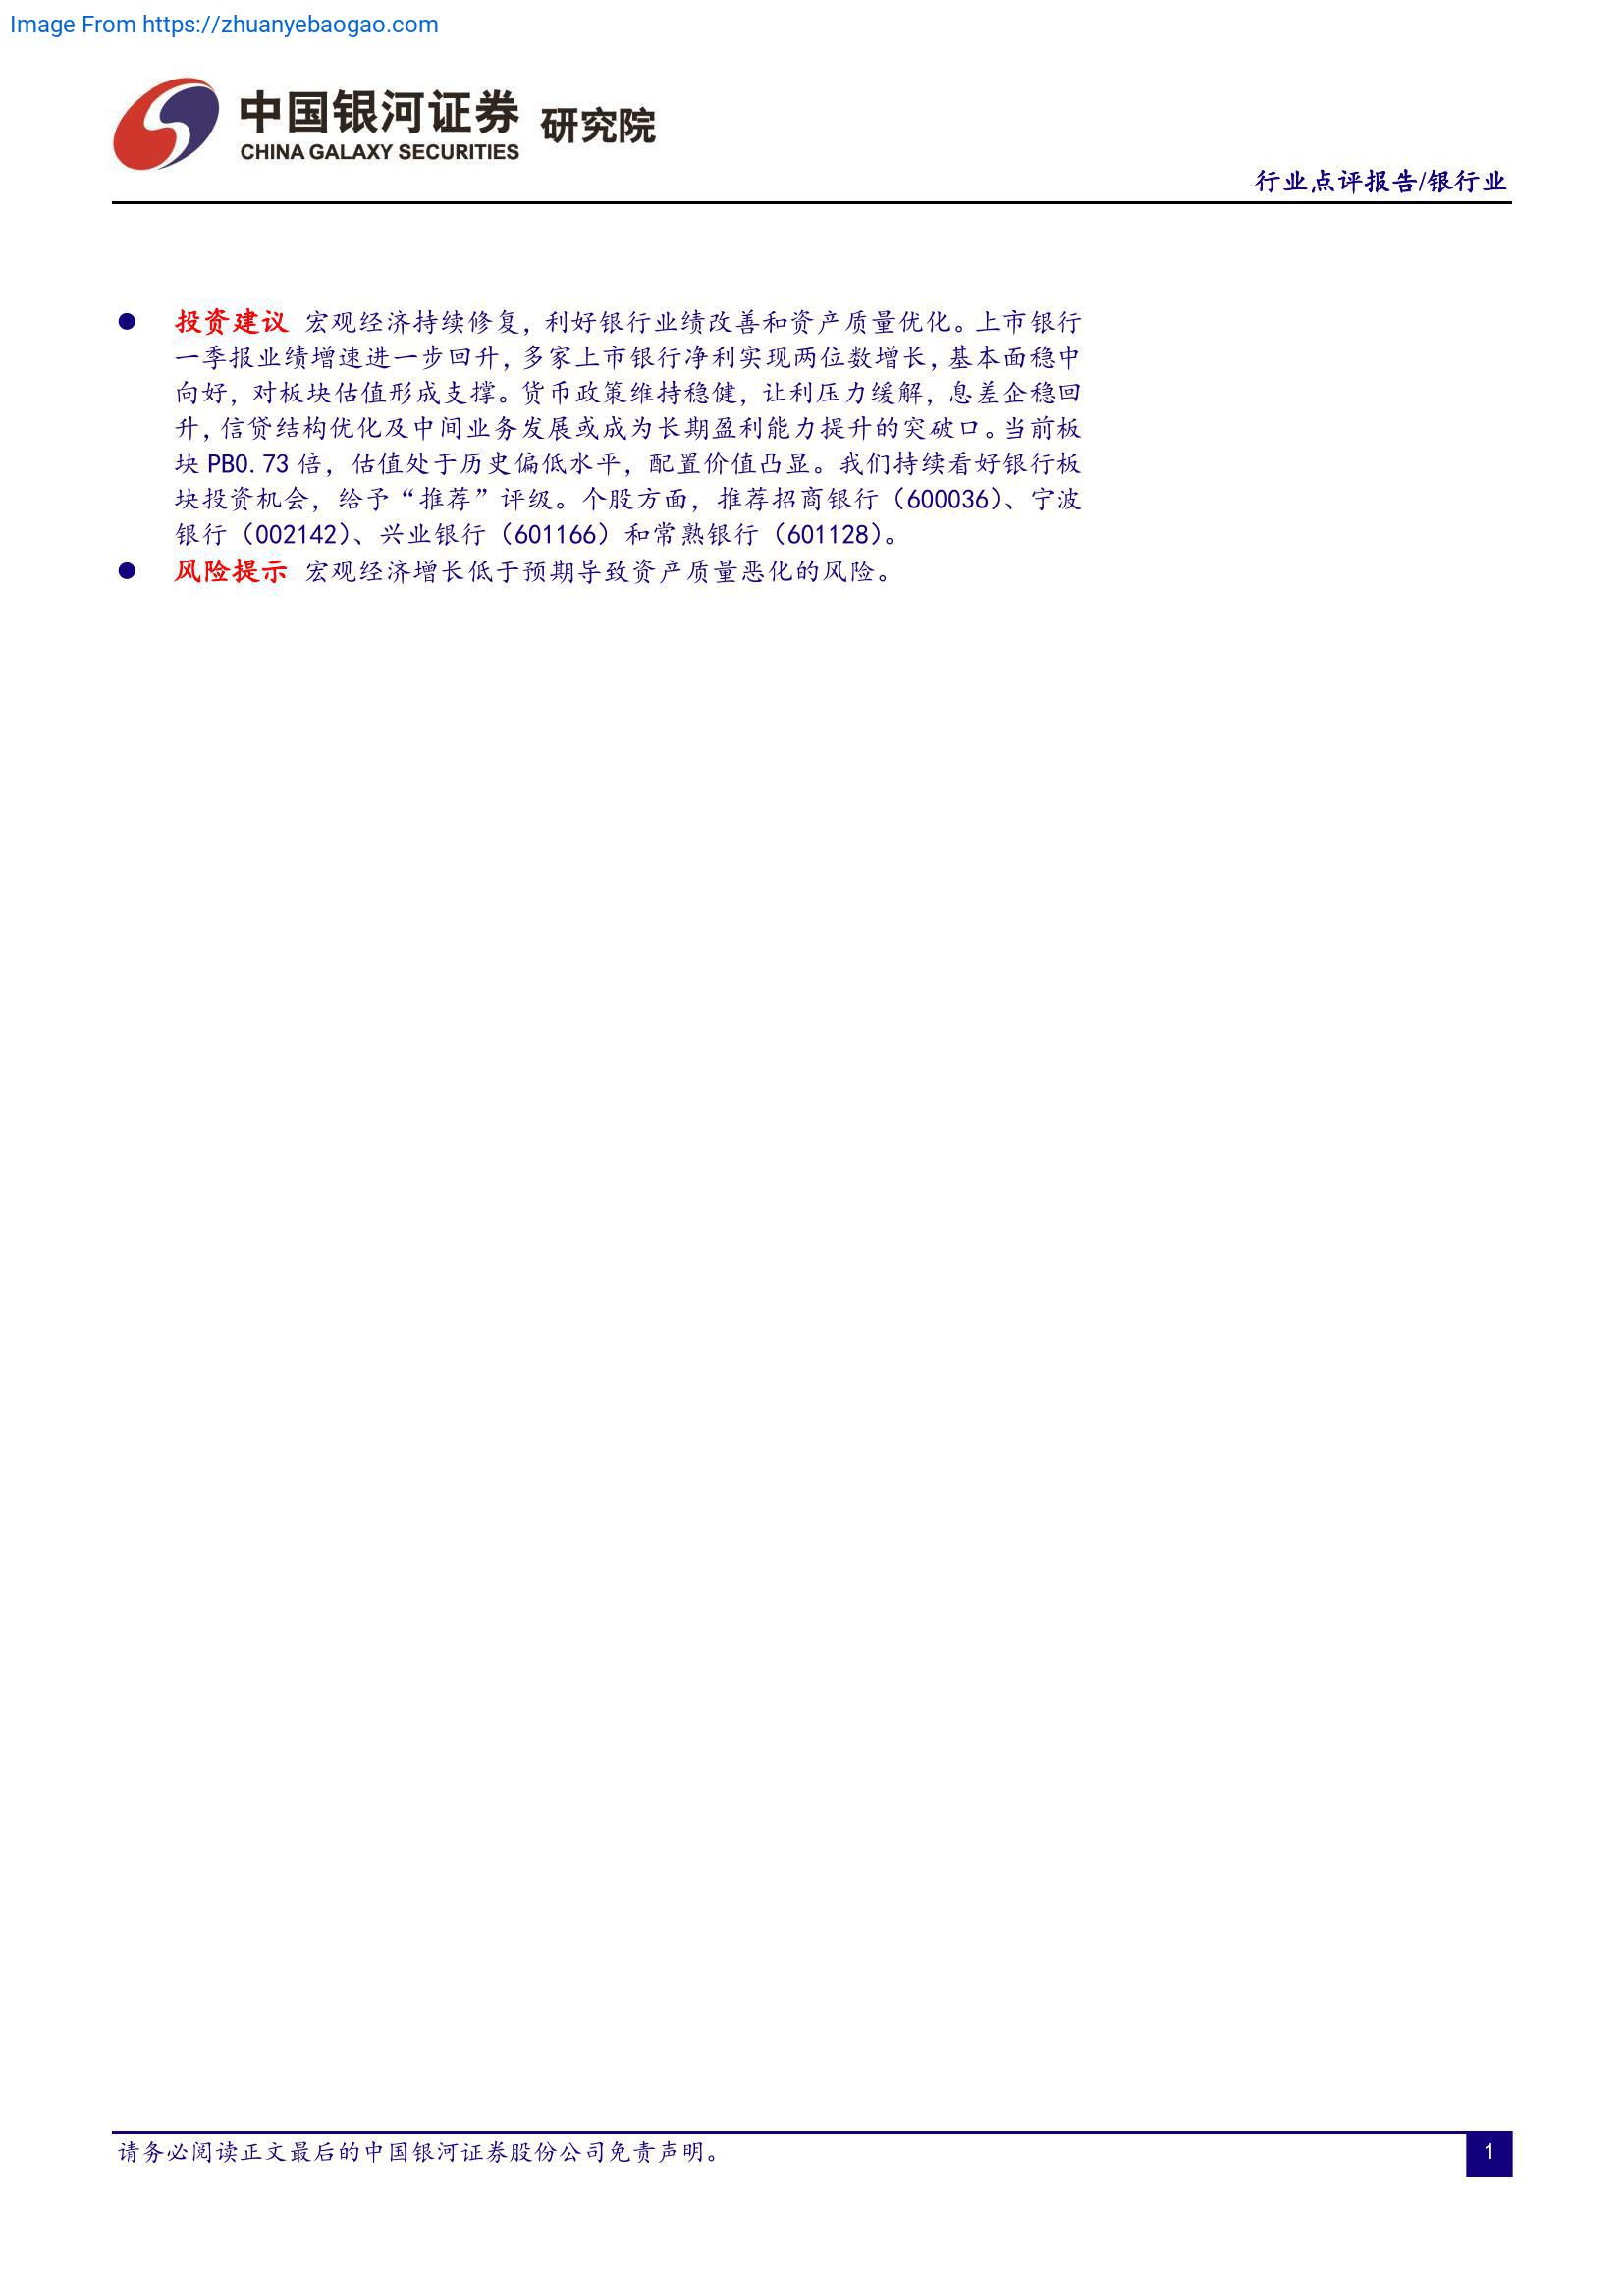 Image From https://zhuanyebaogao.com
中国银河证券 研究院
CHINA GALAXY SECURITIES
行业点评报告/银行业
● 投资建议 宏观经济持续修复，利好银行业绩改善和资产质量优化。上市银行
一季报业绩增速进一步回升，多家上市银行净利实现两位数增长，基本面稳中
向好，对板块估值形成支撑。货币政策维持稳健，让利压力缓解，息差企稳回
升，信贷结构优化及中间业务发展或成为长期盈利能力提升的突破口。当前板
块 PB0.73 倍，估值处于历史偏低水平，配置价值凸显。我们持续看好银行板
块投资机会，给予“推荐”评级。个股方面，推荐招商银行（600036）、宁波
银行（002142）、兴业银行（601166）和常熟银行（601128）。
● 风险提示 宏观经济增长低于预期导致资产质量恶化的风险。
请务必阅读正文最后的中国银河证券股份公司免责声明。
1